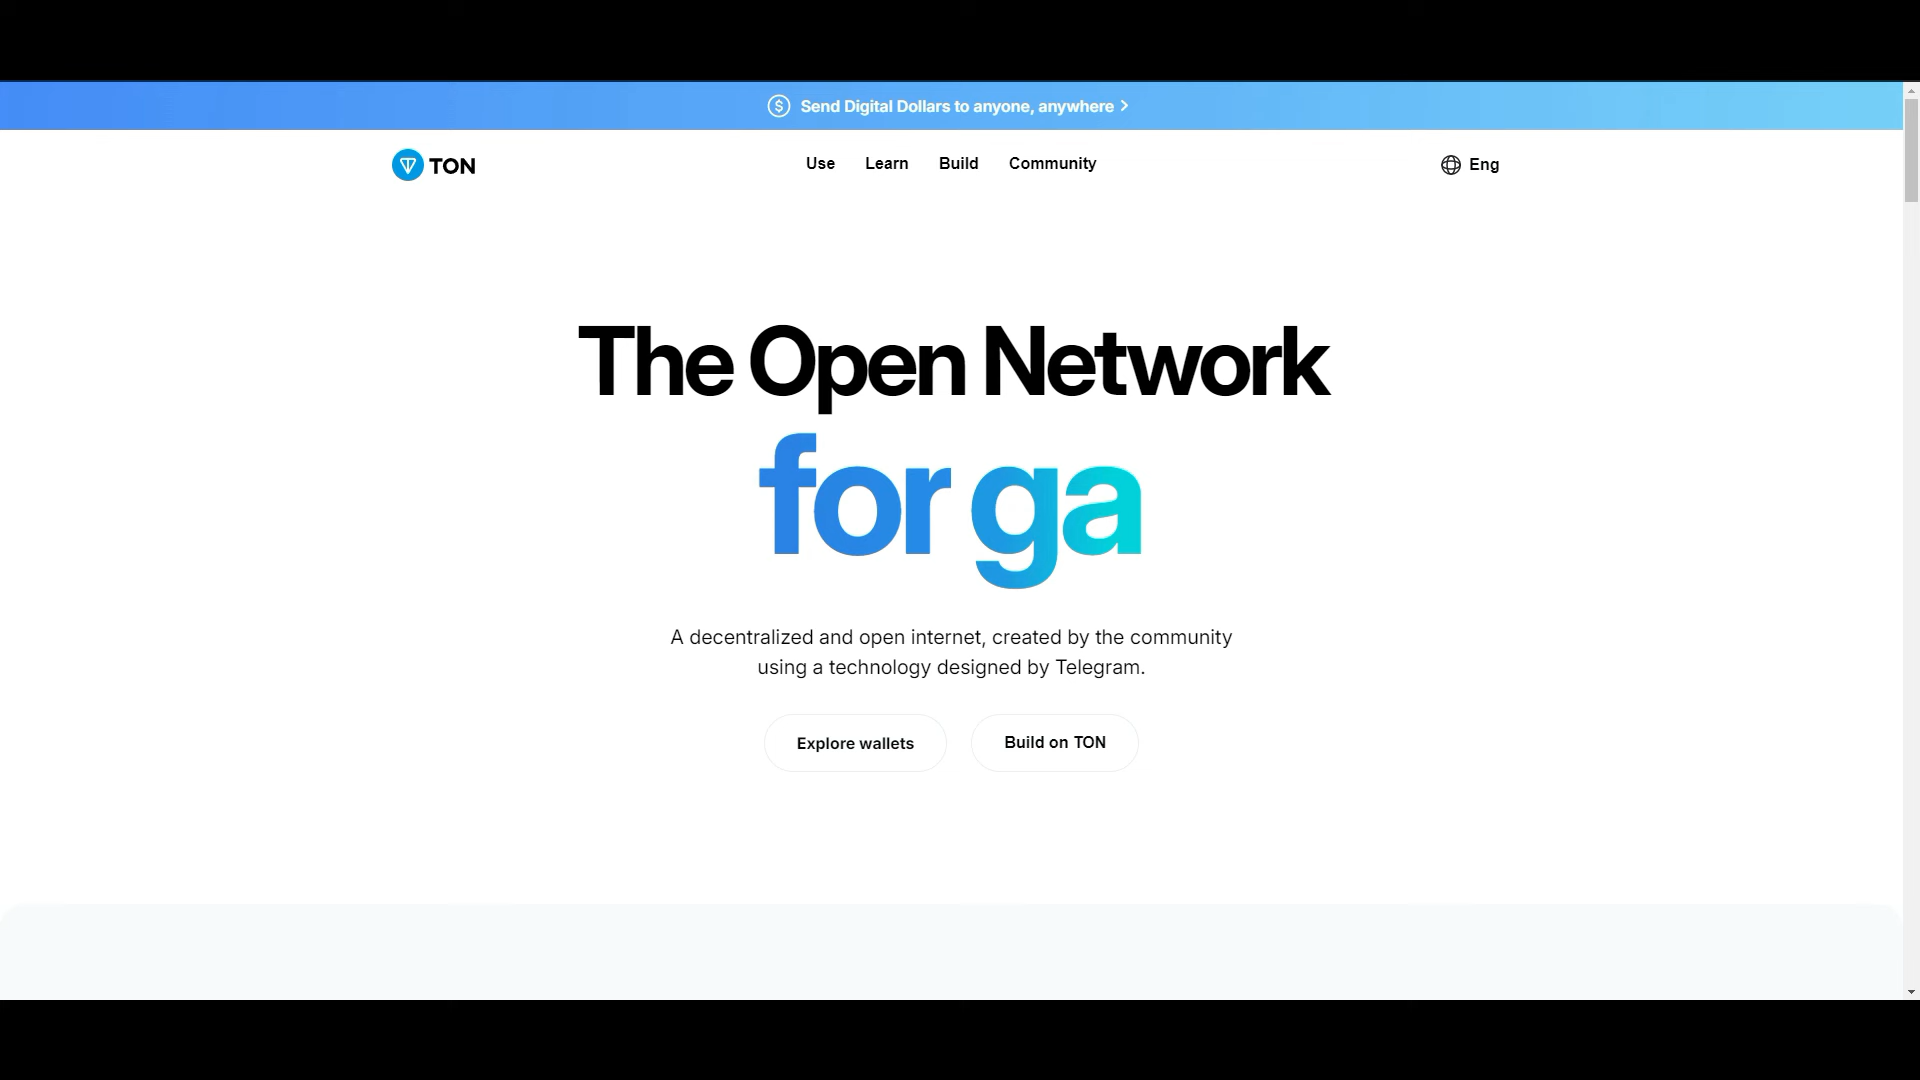 Send Digital Dollars to anyone, anywhere
TON
Use
Learn
Build
Community
Eng
The Open Network
for ga
A decentralized and open internet, created by the community
using a technology designed by Telegram.
Explore wallets
Build on TON